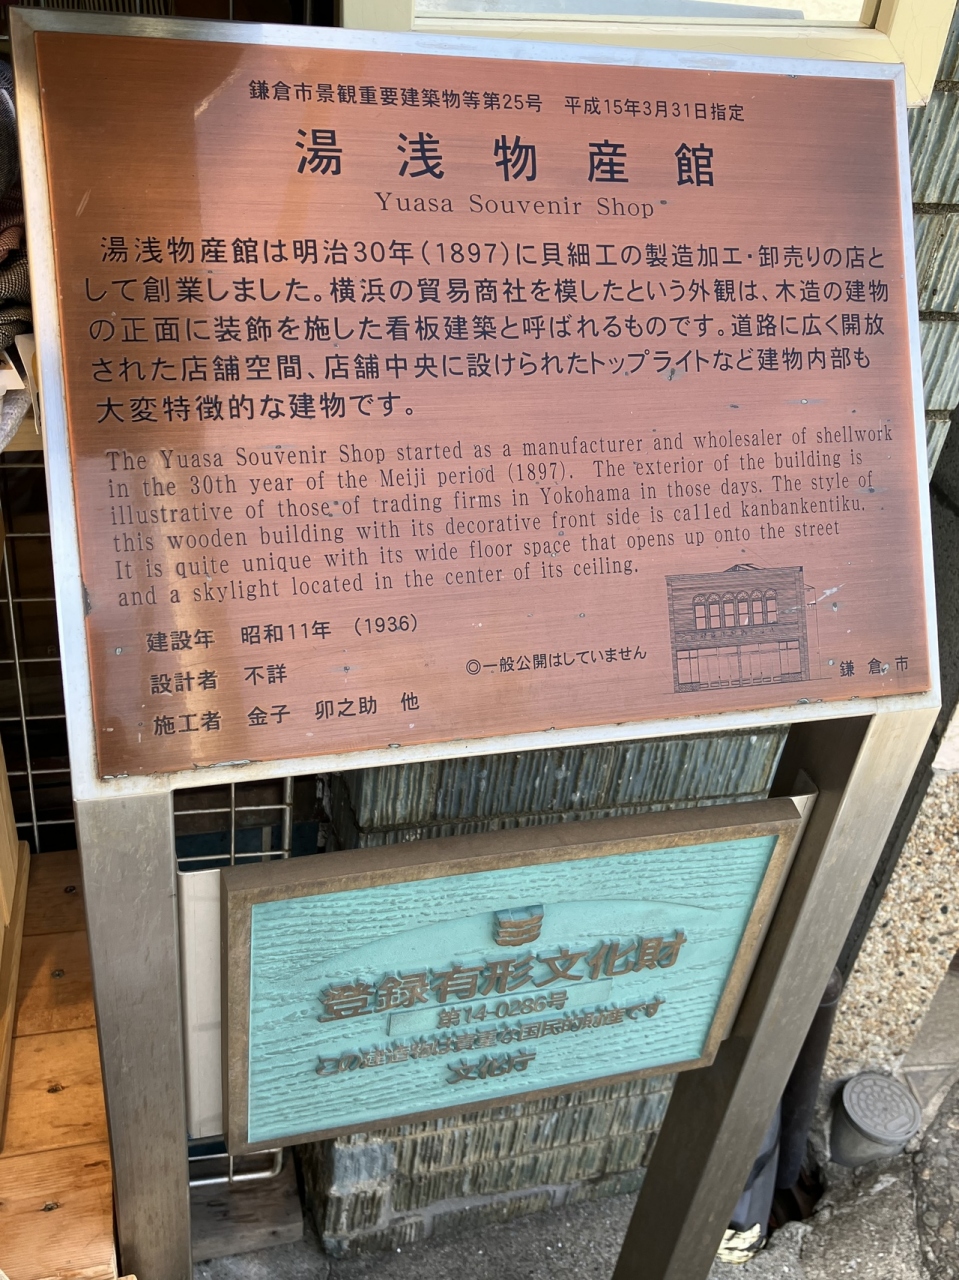 鎌倉市景観重要建築物等第25号　平成15年3月31日指定
湯浅物産館
Yuasa Souvenir Shop
湯浅物産館は明治30年(1897)に貝細工の製造加工・卸売りの店と
して創業しました。横浜の貿易商社を模したという外観は、木造の建物
の正面に装飾を施した看板建築と呼ばれるものです。道路に広く開放
された店舗空間、店舗中央に設けられたトップライトなど建物内部も
大変特徴的な建物です。
The Yuasa Souvenir Shop started as a manufacturer and wholesaler of shellwork
in the 30th year of the Meiji period (1897). The exterior of the building is
illustrative of those of trading firms in Yokohama in those days. The style of
this wooden building with its decorative front side is called kanbankentiku.
It is quite unique with its wide floor space that opens up onto the street
and a skylight located in the center of its ceiling.
建設年　昭和11年　(1936)
設計者　不詳
施工者　金子　卯之助　他
◎一般公開はしていません
鎌倉市
登録有形文化財
第14-0286号
この建造物は貴重な国民的財産です
文化庁